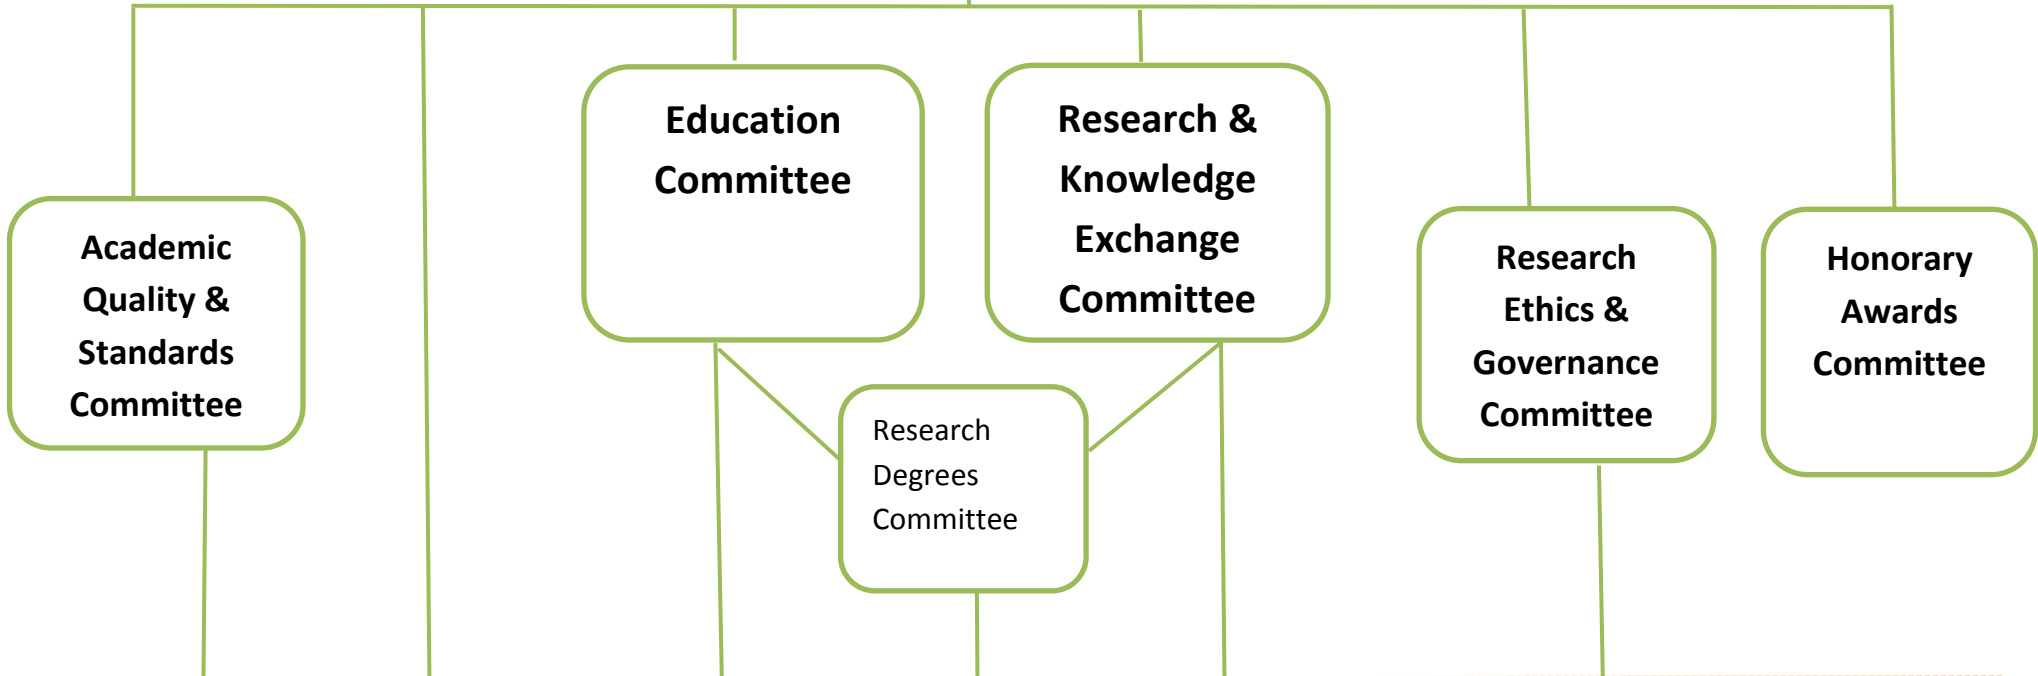 Education
Committee
Research &
Knowledge
Exchange
Committee
Academic
Quality &
Standards
Committee
Research
Ethics &
Governance
Committee
Honorary
Awards
Committee
Research
Degrees
Committee